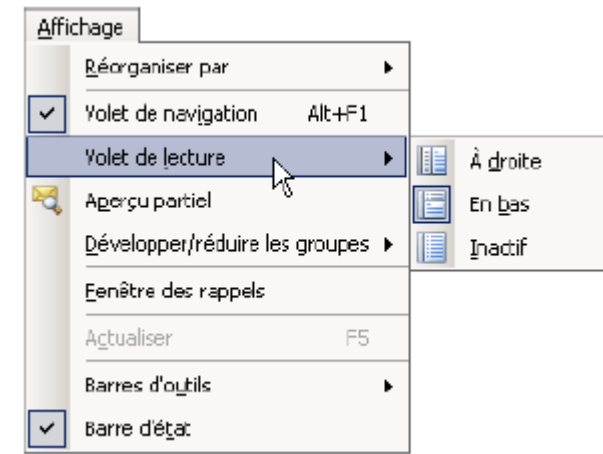 Affichage
Réorganiser par
Volet de navigation Alt+F1
Volet de lecture
À droite
Aperçu partiel
En bas
Développer/réduire les groupes
Inactif
Fenêtre des rappels
Actualiser F5
Barres d'outils
Barre d'état